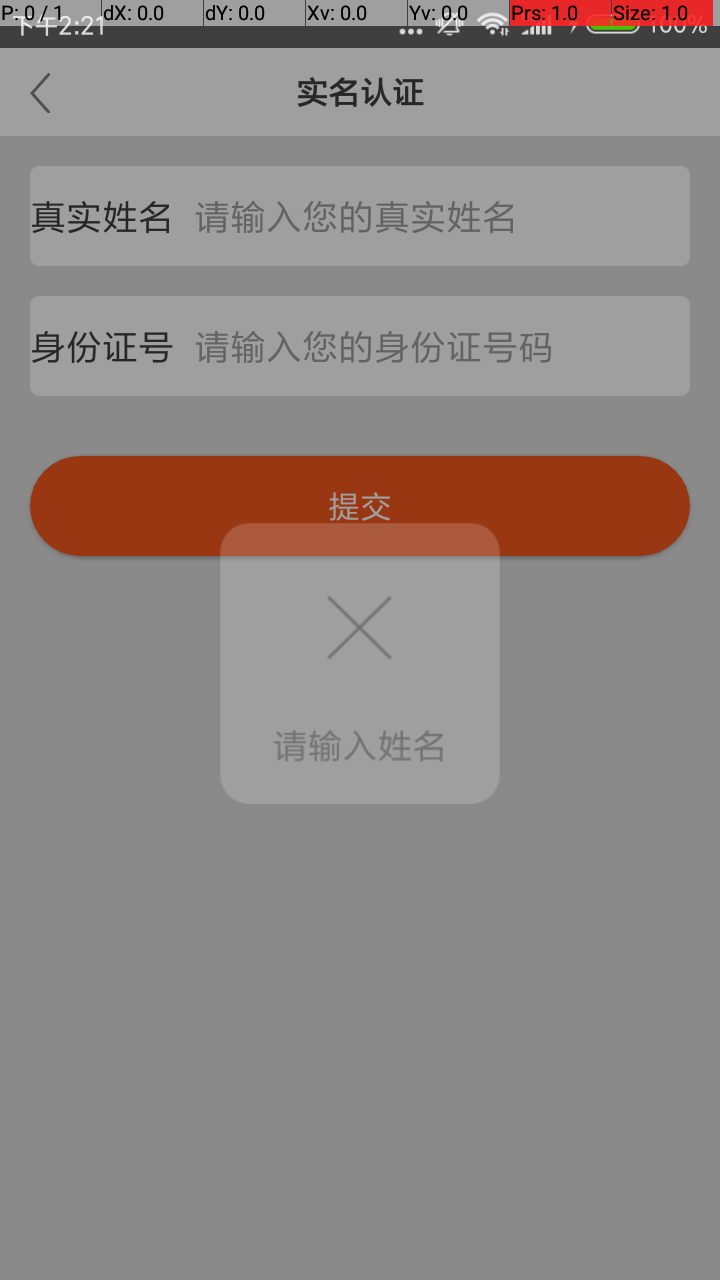 P: 0 / 1 dX: 0.0 dY: 0.0 Xv: 0.0 Yv: 0.0 Prs: 1.0 Size: 1.0
下午2:21 100%
实名认证
真实姓名 请输入您的真实姓名
身份证号 请输入您的身份证号码
提交
请输入姓名